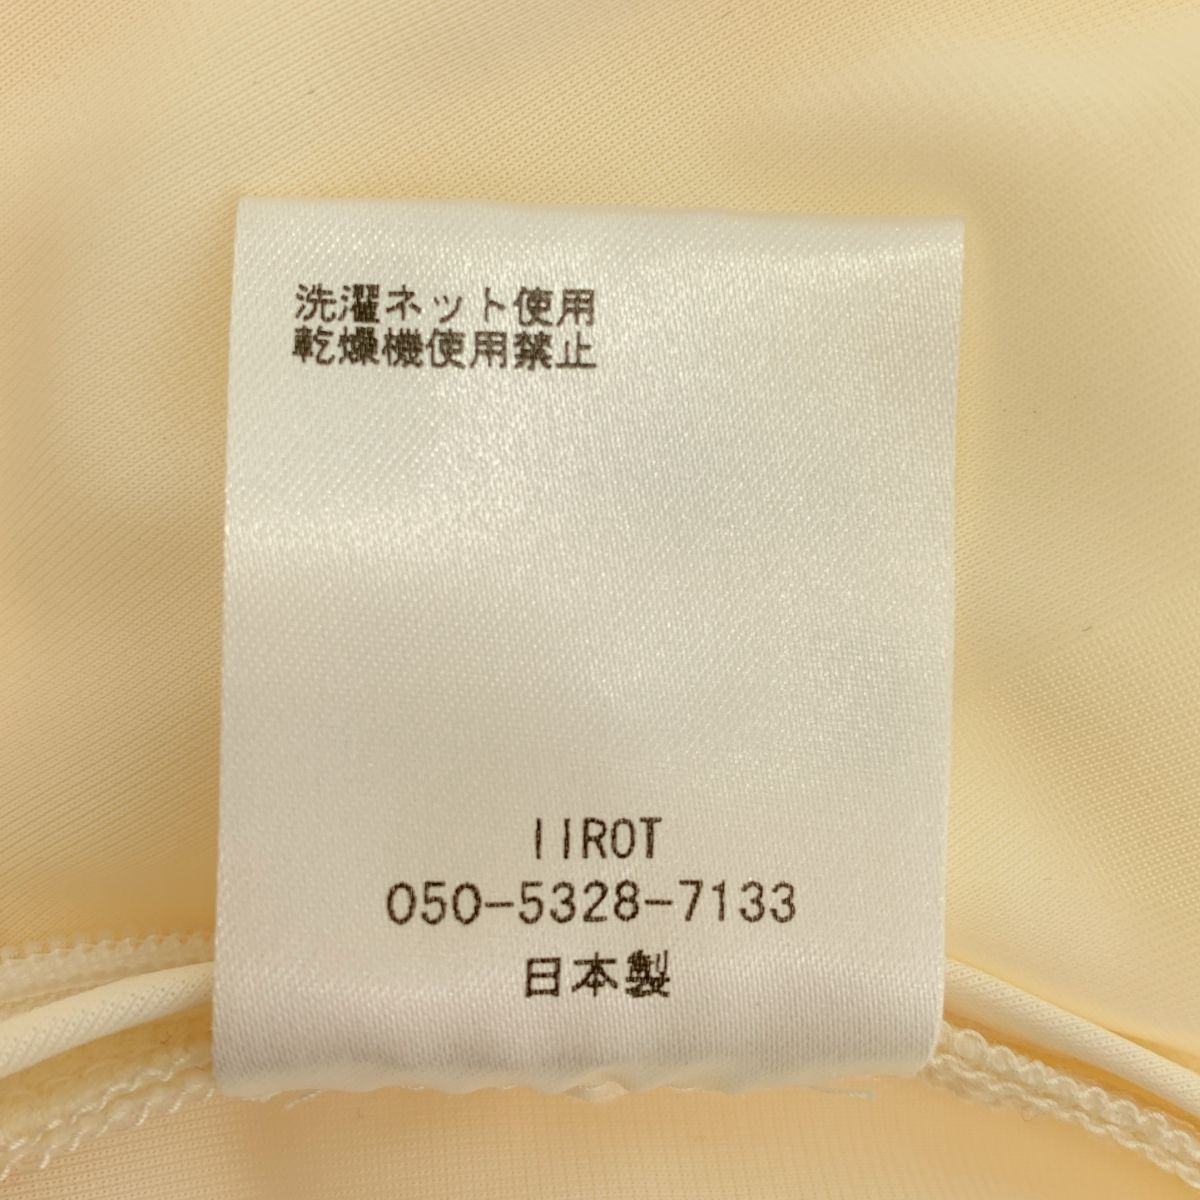 洗濯ネット使用
乾燥機使用禁止
IIROT
050-5328-7133
日本製